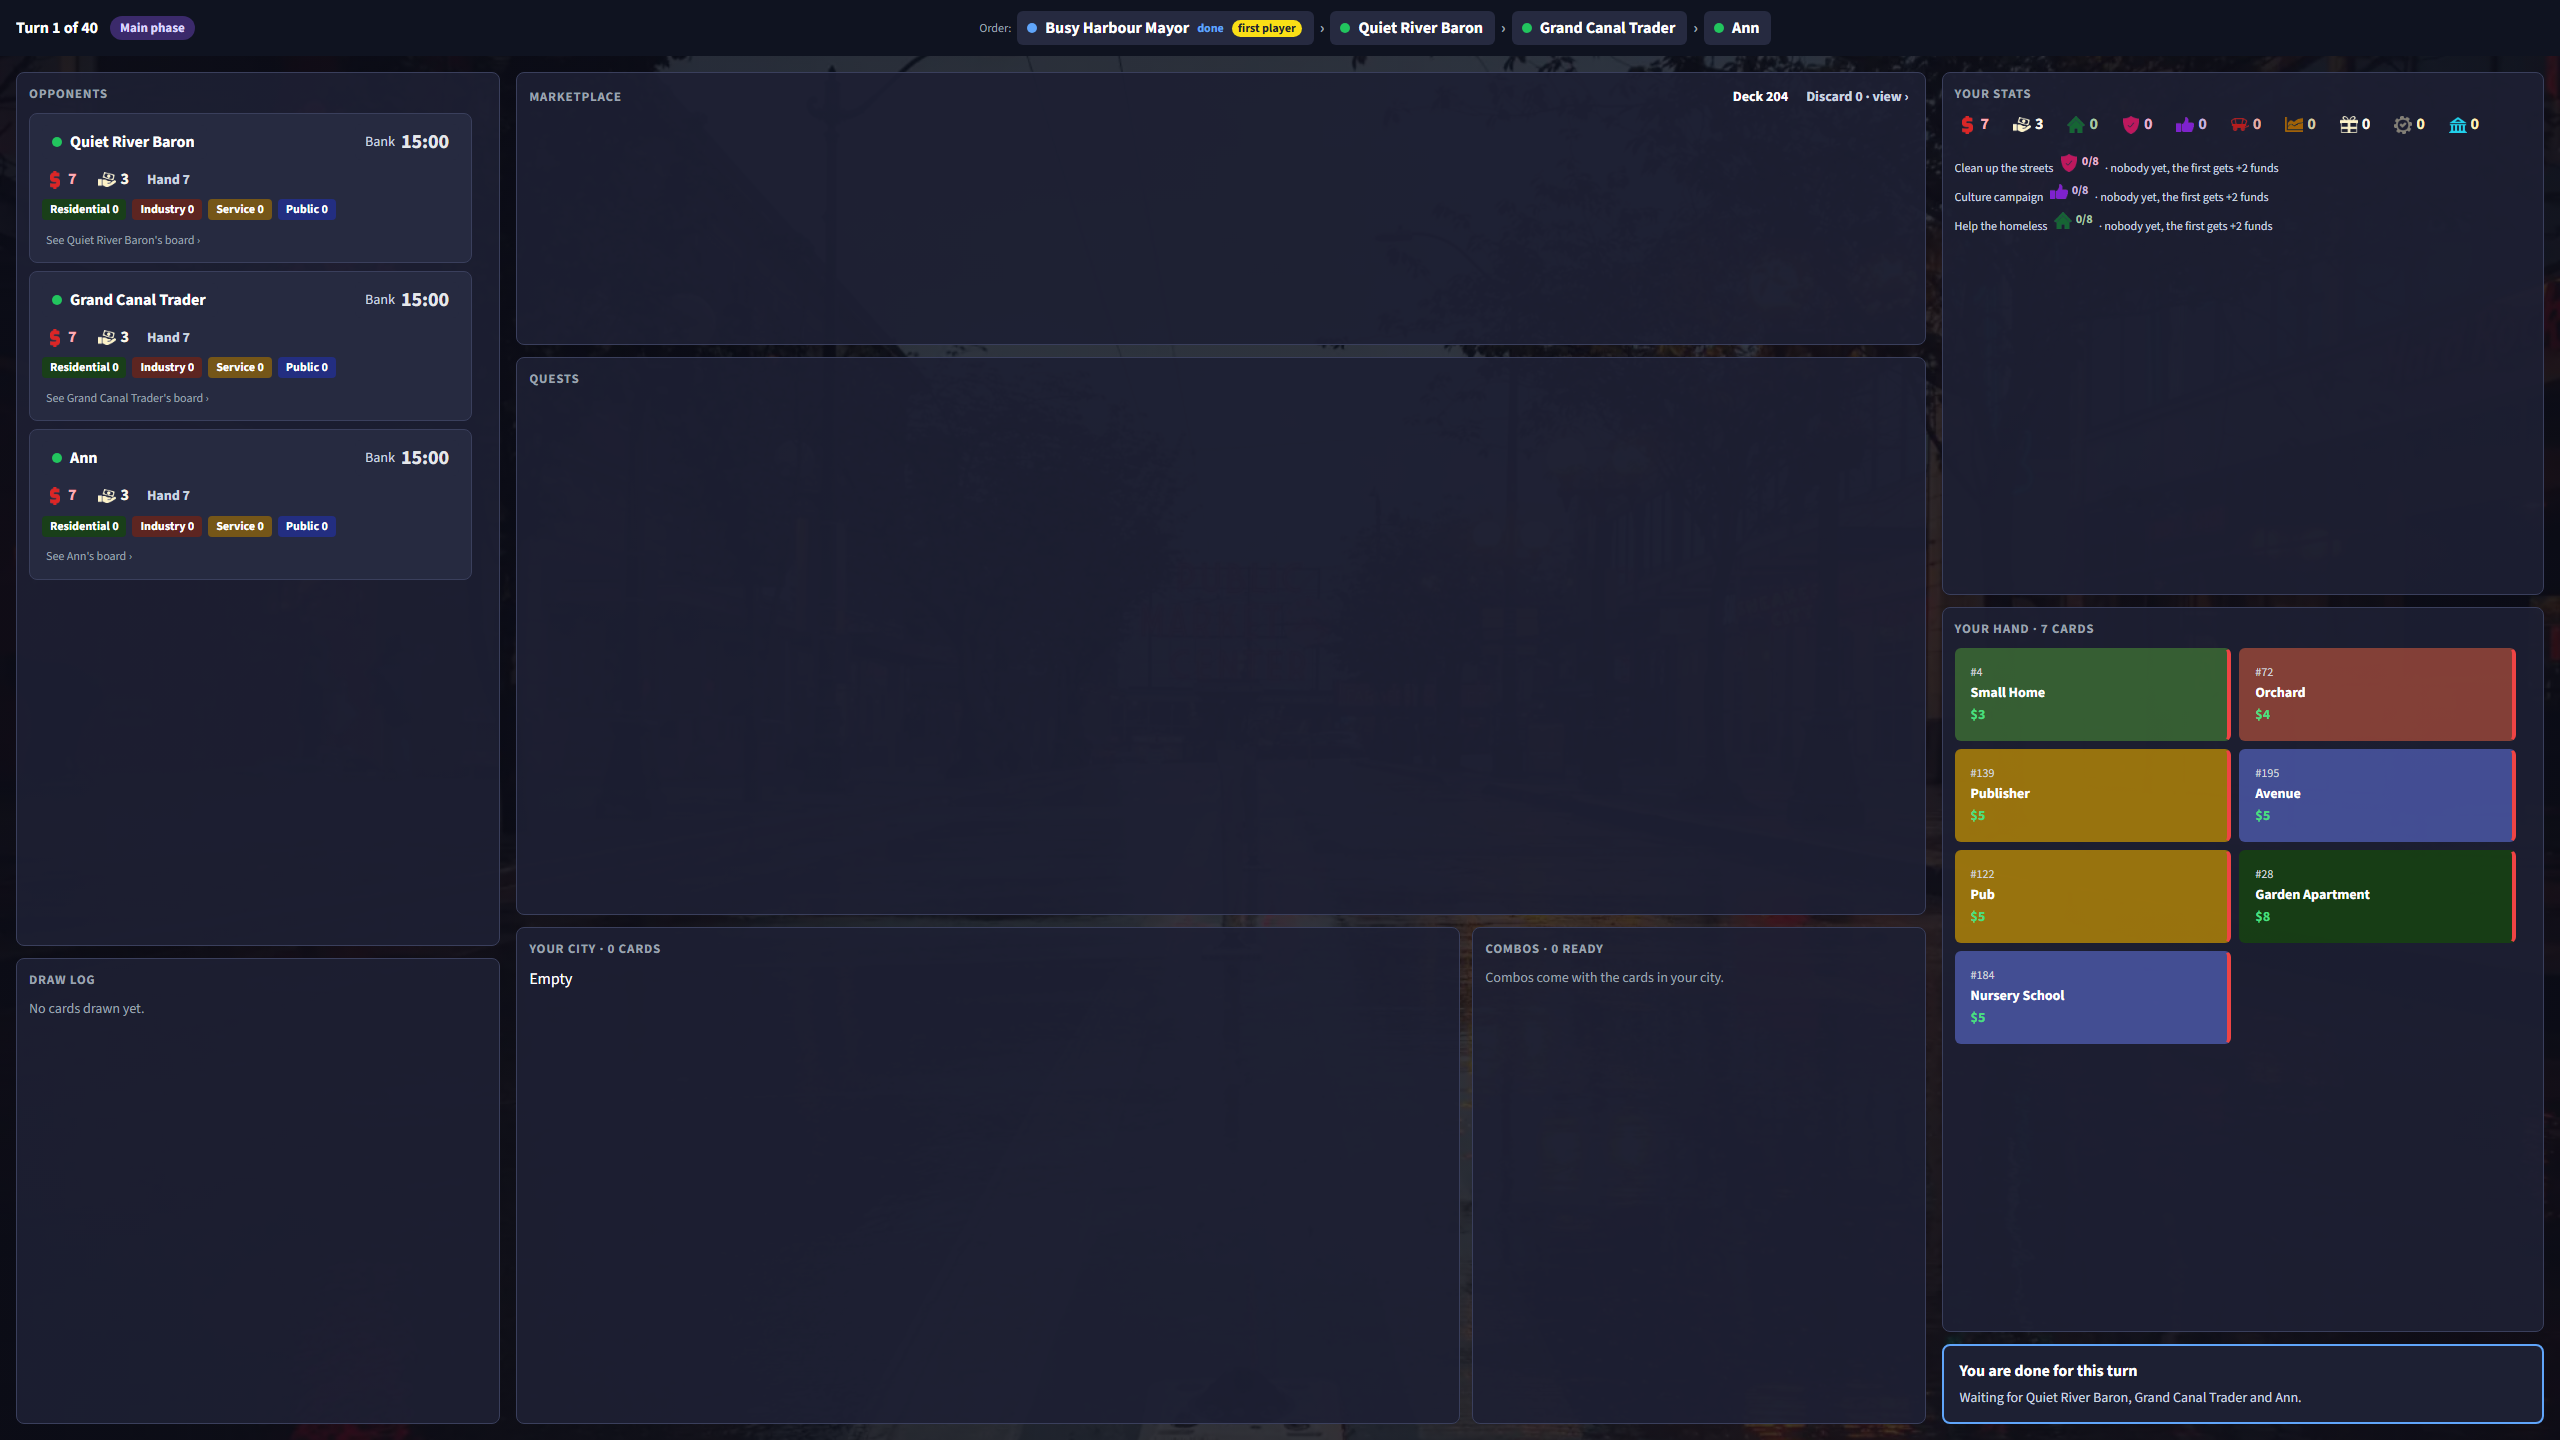 Turn 1 of 40 Main phase
Order: Busy Harbour Mayor done first player › Quiet River Baron › Grand Canal Trader › Ann
OPPONENTS
Quiet River Baron Bank 15:00
7 3 Hand 7
Residential 0 Industry 0 Service 0 Public 0
See Quiet River Baron's board ›
Grand Canal Trader Bank 15:00
7 3 Hand 7
Residential 0 Industry 0 Service 0 Public 0
See Grand Canal Trader's board ›
Ann Bank 15:00
7 3 Hand 7
Residential 0 Industry 0 Service 0 Public 0
See Ann's board ›
DRAW LOG
No cards drawn yet.
MARKETPLACE Deck 204 Discard 0 · view ›
QUESTS
YOUR CITY · 0 CARDS
Empty
COMBOS · 0 READY
Combos come with the cards in your city.
YOUR STATS
7 3 0 0 0 0 0 0 0 0
Clean up the streets 0/8 · nobody yet, the first gets +2 funds
Culture campaign 0/8 · nobody yet, the first gets +2 funds
Help the homeless 0/8 · nobody yet, the first gets +2 funds
YOUR HAND · 7 CARDS
#4
Small Home
$3
#72
Orchard
$4
#139
Publisher
$5
#195
Avenue
$5
#122
Pub
$5
#28
Garden Apartment
$8
#184
Nursery School
$5
You are done for this turn
Waiting for Quiet River Baron, Grand Canal Trader and Ann.